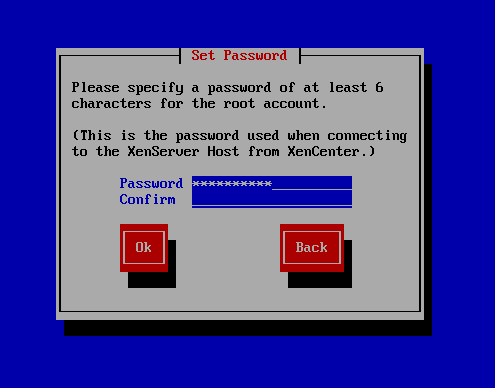 Set Password
Please specify a password of at least 6
characters for the root account.
(This is the password used when connecting
to the XenServer Host from XenCenter.)
Password **********
Confirm
Ok Back